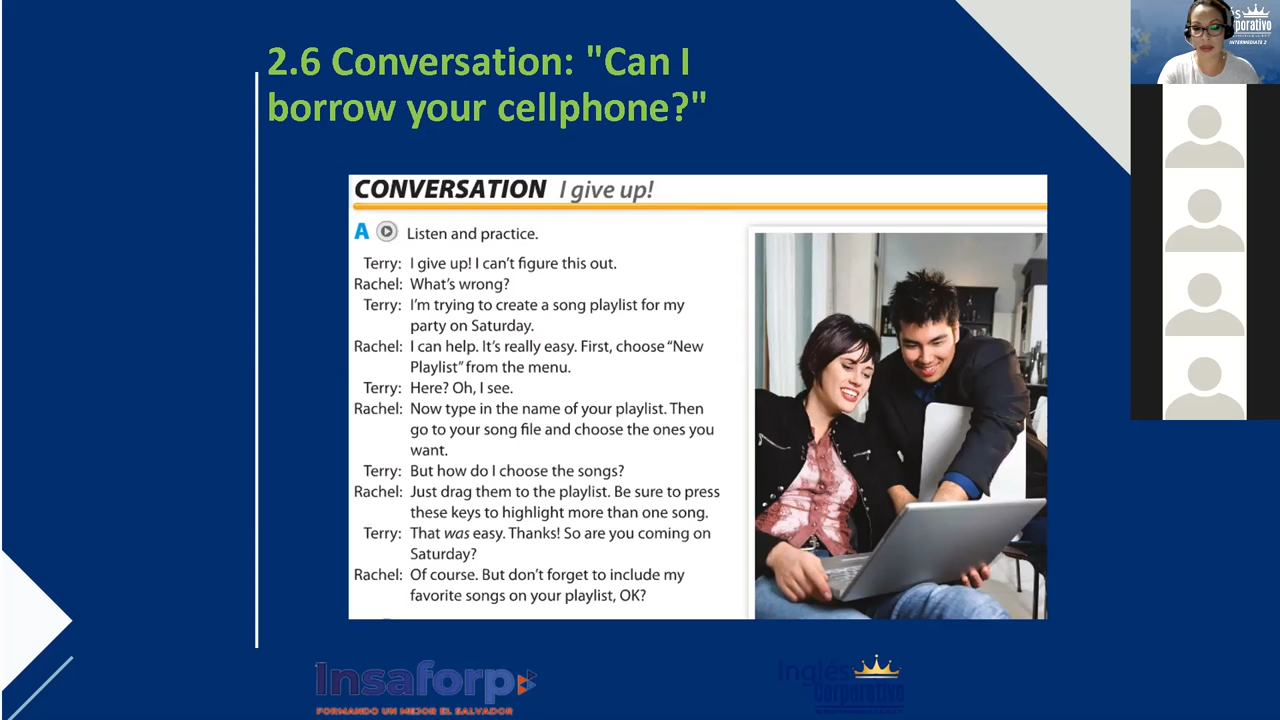 2.6 Conversation: "Can I
borrow your cellphone?"
CONVERSATION I give up!
A Listen and practice.
Terry: I give up! I can't figure this out.
Rachel: What's wrong?
Terry: I'm trying to create a song playlist for my
party on Saturday.
Rachel: I can help. It's really easy. First, choose “New
Playlist” from the menu.
Terry: Here? Oh, I see.
Rachel: Now type in the name of your playlist. Then
go to your song file and choose the ones you
want.
Terry: But how do I choose the songs?
Rachel: Just drag them to the playlist. Be sure to press
these keys to highlight more than one song.
Terry: That was easy. Thanks! So are you coming on
Saturday?
Rachel: Of course. But don't forget to include my
favorite songs on your playlist, OK?
Insaforp
FORMANDO UN MEJOR EL SALVADOR
Inglés
Corporativo
INTERMEDIATE 2